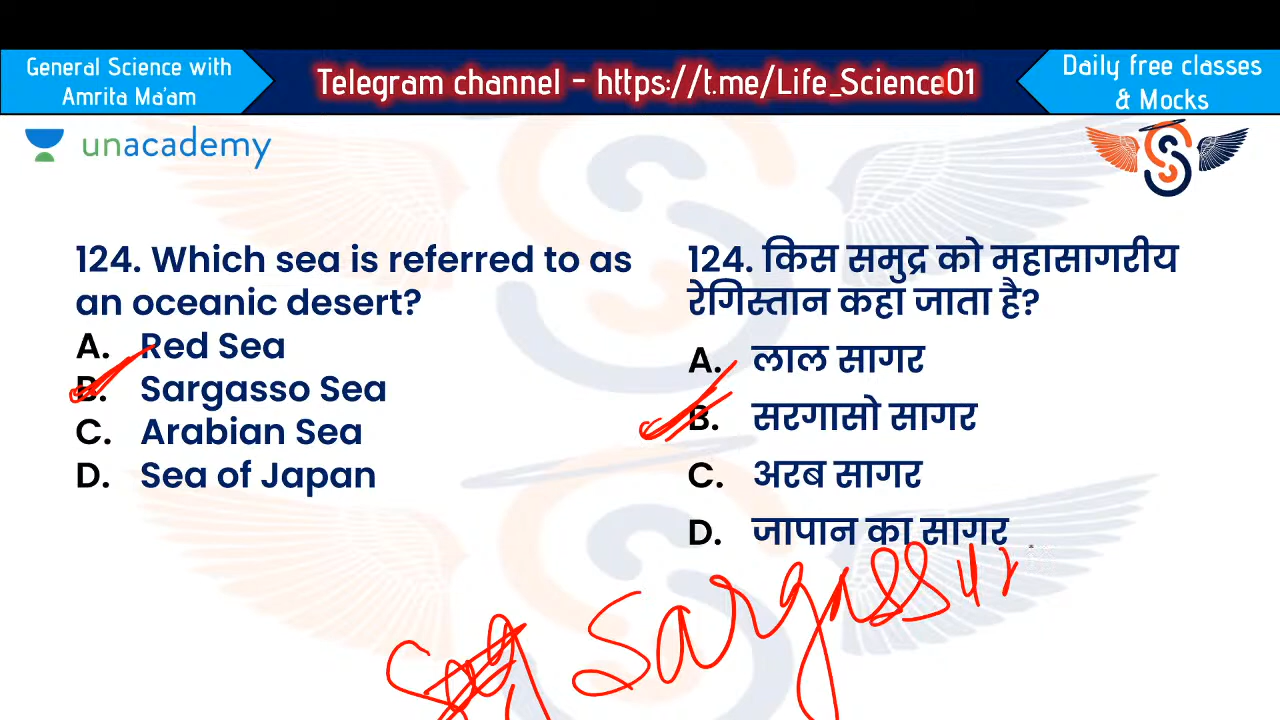 General Science with
Amrita Ma'am
Telegram channel - https://t.me/Life_Science01
Daily free classes
& Mocks
unacademy
124. Which sea is referred to as
an oceanic desert?
A. Red Sea
B. Sargasso Sea
C. Arabian Sea
D. Sea of Japan
124. किस समुद्र को महासागरीय
रेगिस्तान कहा जाता है?
A. लाल सागर
B. सरगासो सागर
C. अरब सागर
D. जापान का सागर